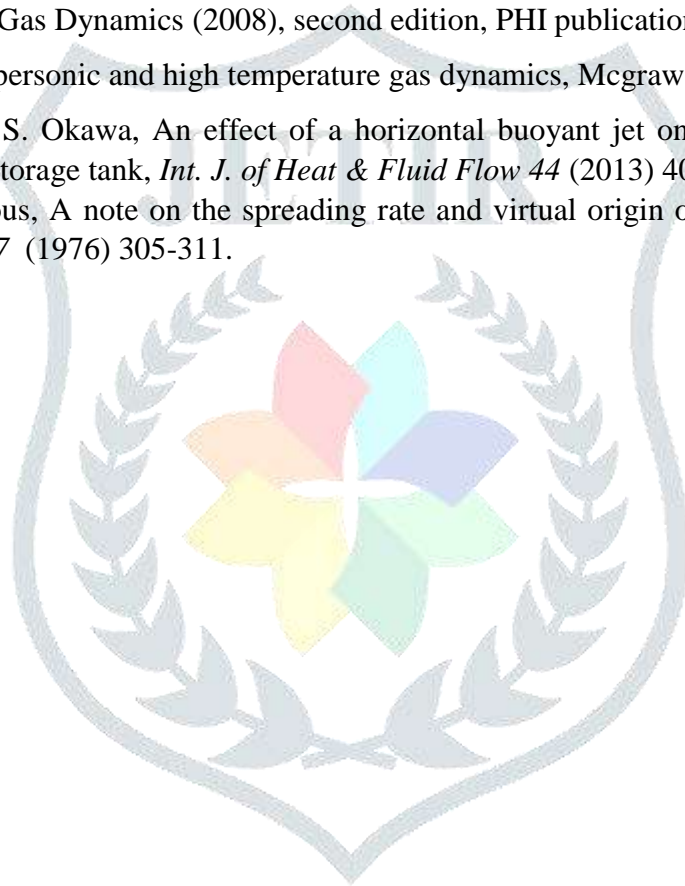 Gas Dynamics (2008), second edition, PHI publication
personic and high temperature gas dynamics, Mcgraw
S. Okawa, An effect of a horizontal buoyant jet on
torage tank, Int. J. of Heat & Fluid Flow 44 (2013) 40
ous, A note on the spreading rate and virtual origin o
7 (1976) 305-311.
JETIR